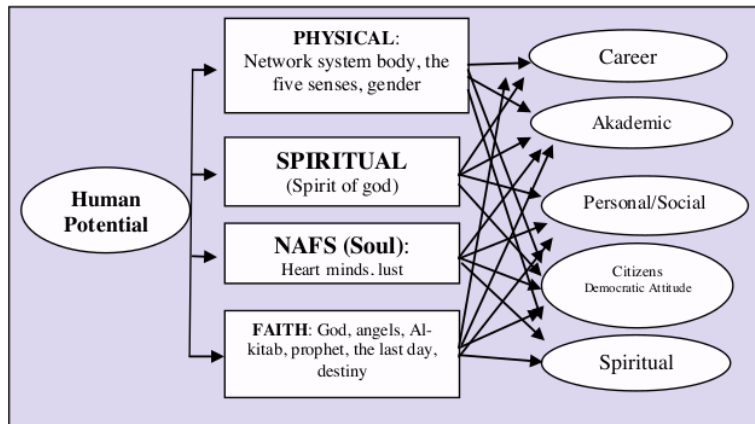 Human
Potential
PHYSICAL:
Network system body, the
five senses, gender
SPIRITUAL
(Spirit of god)
NAFS (Soul):
Heart minds. lust
FAITH: God, angels, Al-
kitab, prophet, the last day,
destiny
Career
Akademic
Personal/Social
Citizens
Democratic Attitude
Spiritual